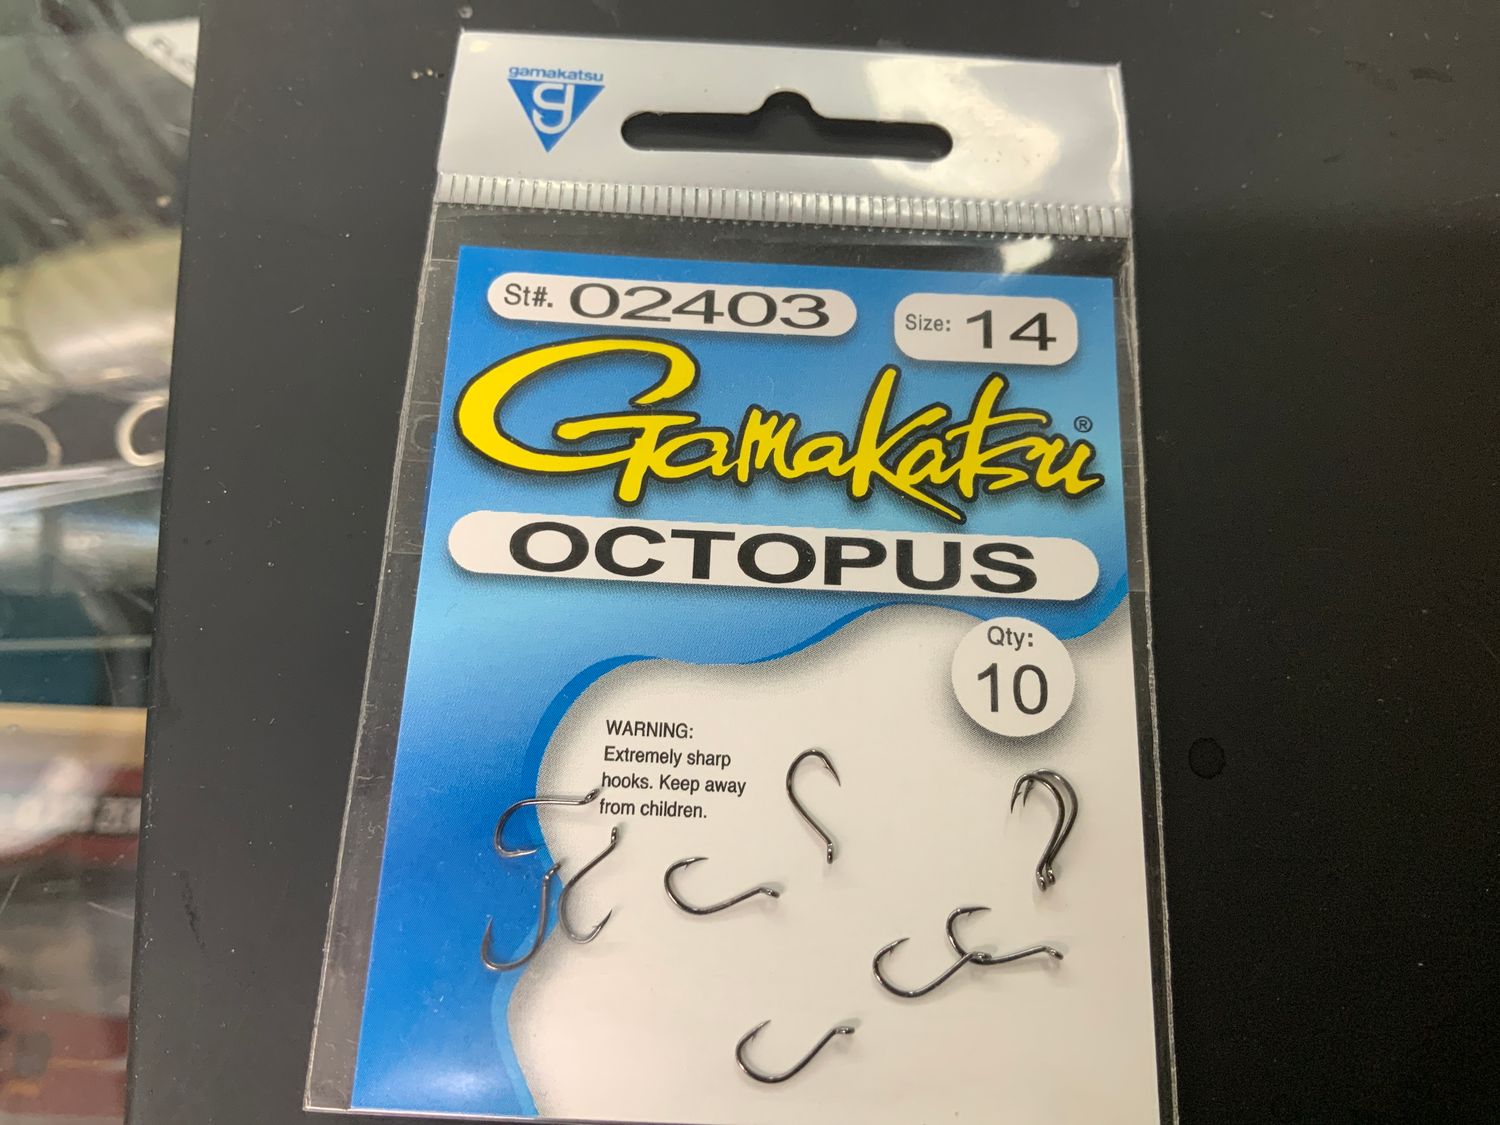 gamakatsu
g
St#. 02403
Size: 14
Gamakatsu®
OCTOPUS
Qty:
10
WARNING:
Extremely sharp
hooks. Keep away
from children.